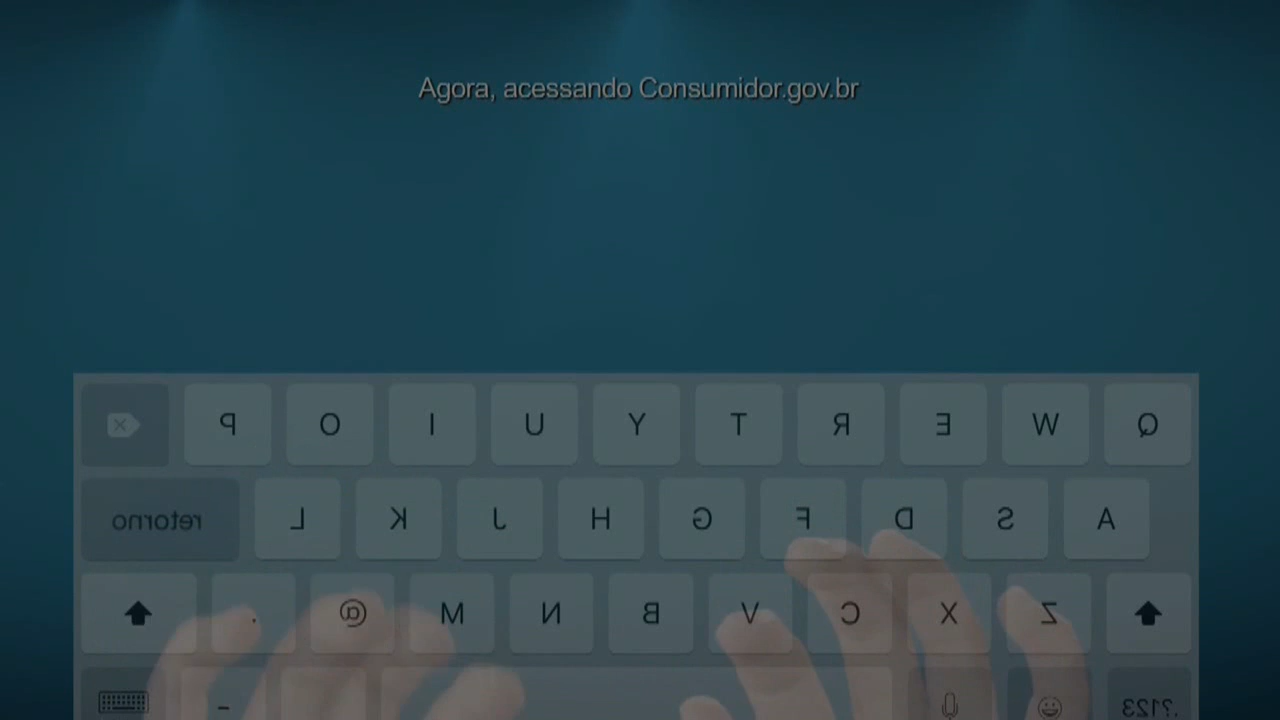 Agora, acessando Consumidor.gov.br
P O I U Y T R E W Q
retorno L K J H G F D S A
. @ M N B V C X Z
- .?123